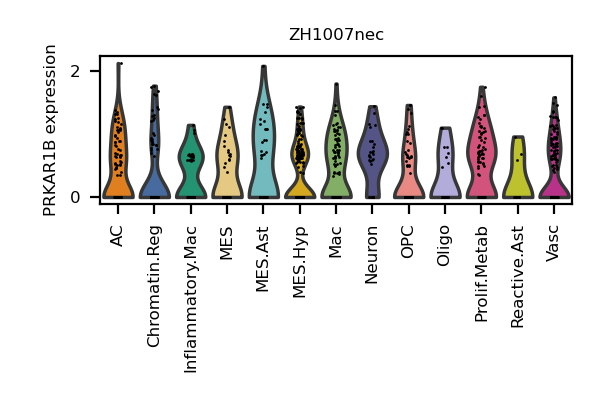 ZH1007nec
PRKAR1B expression
2
0
AC
Chromatin.Reg
Inflammatory.Mac
MES
MES.Ast
MES.Hyp
Mac
Neuron
OPC
Oligo
Prolif.Metab
Reactive.Ast
Vasc